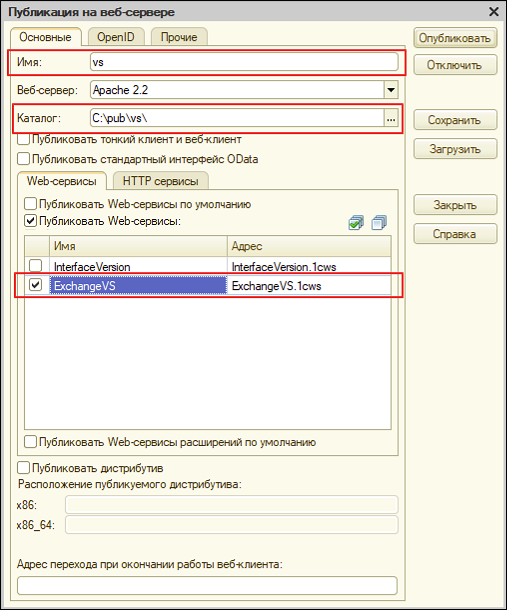 Публикация на веб-сервере
Основные OpenID Прочие
Опубликовать
Имя: vs
Отключить
Веб-сервер: Apache 2.2
Каталог: C:\pub\vs\ ...
Сохранить
Публиковать тонкий клиент и веб-клиент
Загрузить
Публиковать стандартный интерфейс OData
Web-сервисы HTTP сервисы
Публиковать Web-сервисы по умолчанию
Закрыть
Публиковать Web-сервисы:
Справка
Имя Адрес
InterfaceVersion InterfaceVersion.1cws
ExchangeVS ExchangeVS.1cws
Публиковать Web-сервисы расширений по умолчанию
Публиковать дистрибутив
Расположение публикуемого дистрибутива:
x86:
x86_64:
Адрес перехода при окончании работы веб-клиента: